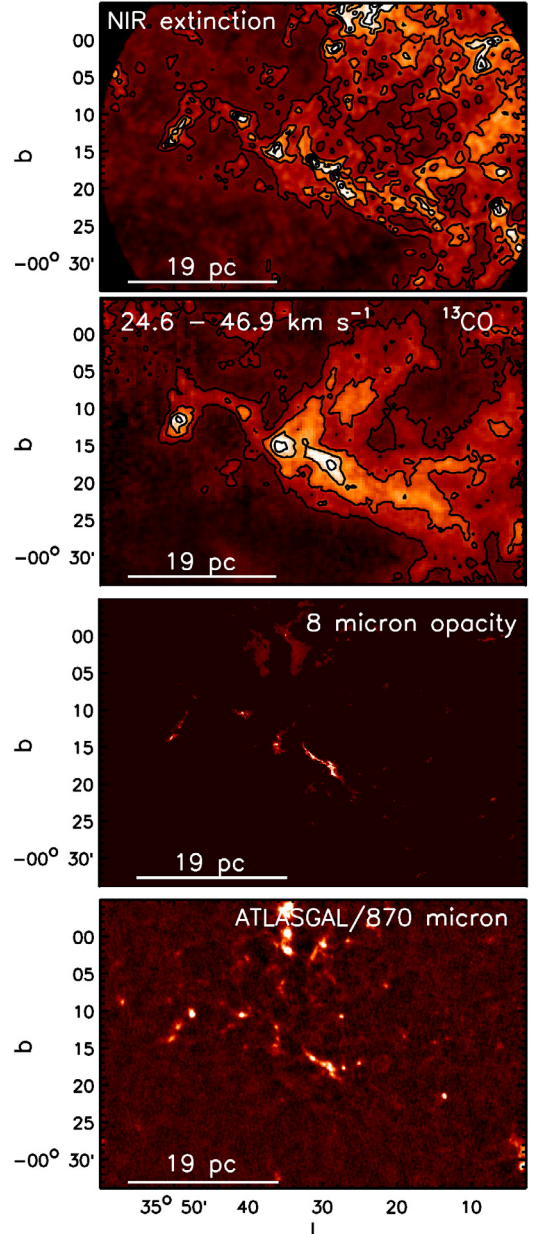 NIR extinction
00
05
10
15
20
25
−00° 30'
b
19 pc
24.6 − 46.9 km s⁻¹ ¹³CO
00
05
10
15
20
25
−00° 30'
b
19 pc
8 micron opacity
00
05
10
15
20
25
−00° 30'
b
19 pc
ATLASGAL/870 micron
00
05
10
15
20
25
−00° 30'
b
19 pc
35° 50' 40 30 20 10
l